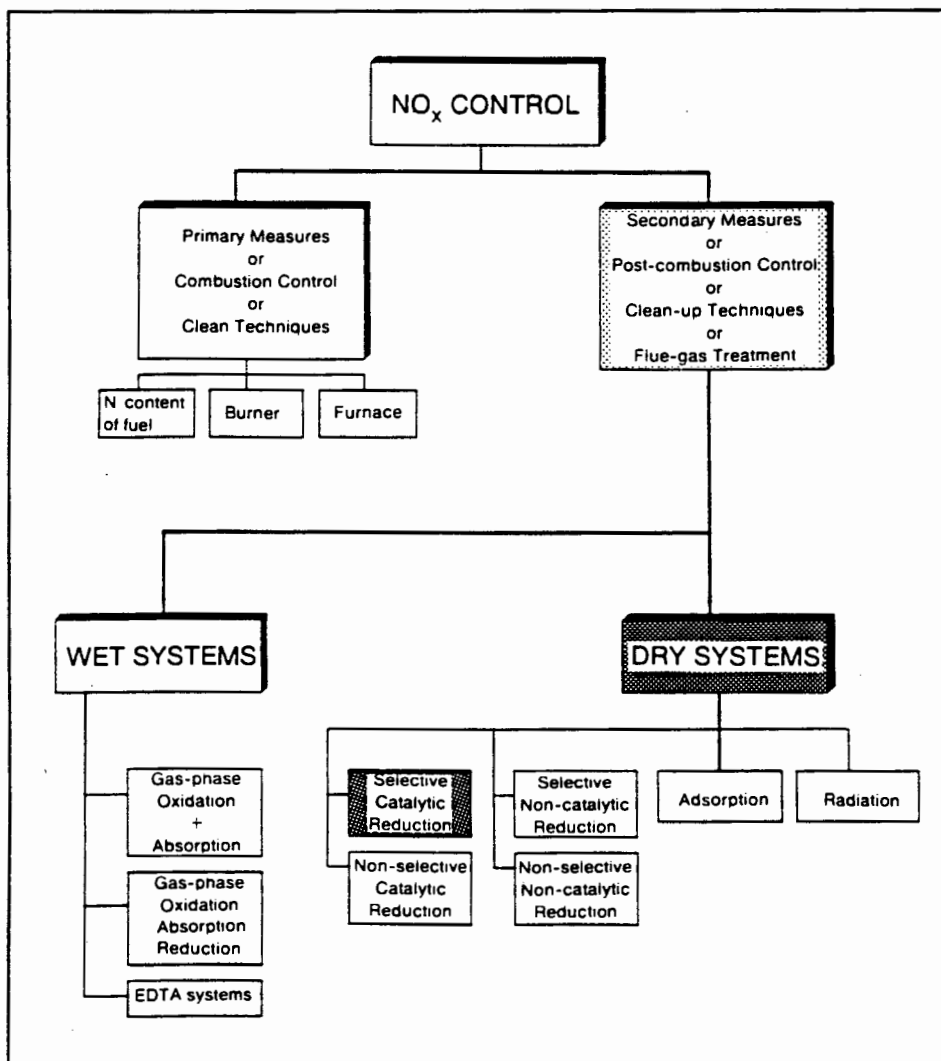 NOx CONTROL
Primary Measures
or
Combustion Control
or
Clean Techniques
Secondary Measures
or
Post-combustion Control
or
Clean-up Techniques
or
Flue-gas Treatment
N content
of fuel
Burner
Furnace
WET SYSTEMS
DRY SYSTEMS
Gas-phase
Oxidation
+
Absorption
Gas-phase
Oxidation
Absorption
Reduction
EDTA systems
Selective
Catalytic
Reduction
Non-selective
Catalytic
Reduction
Selective
Non-catalytic
Reduction
Non-selective
Non-catalytic
Reduction
Adsorption
Radiation